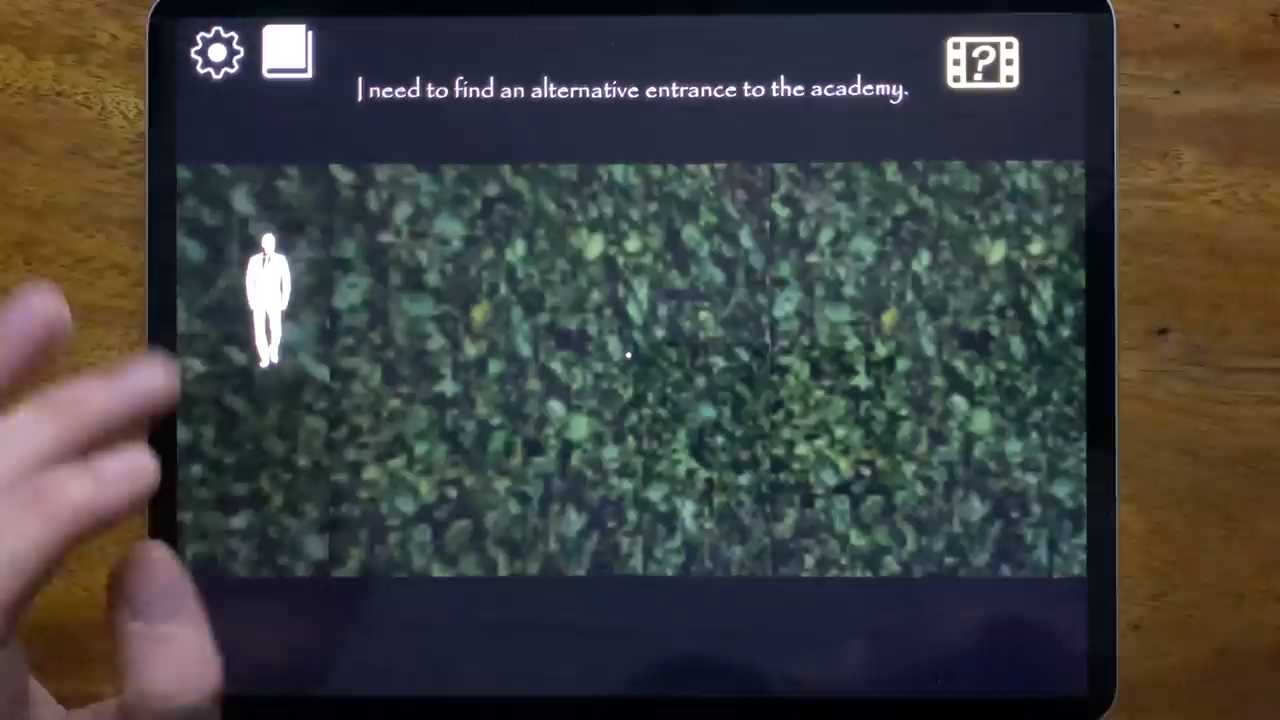 I need to find an alternative entrance to the academy.
?